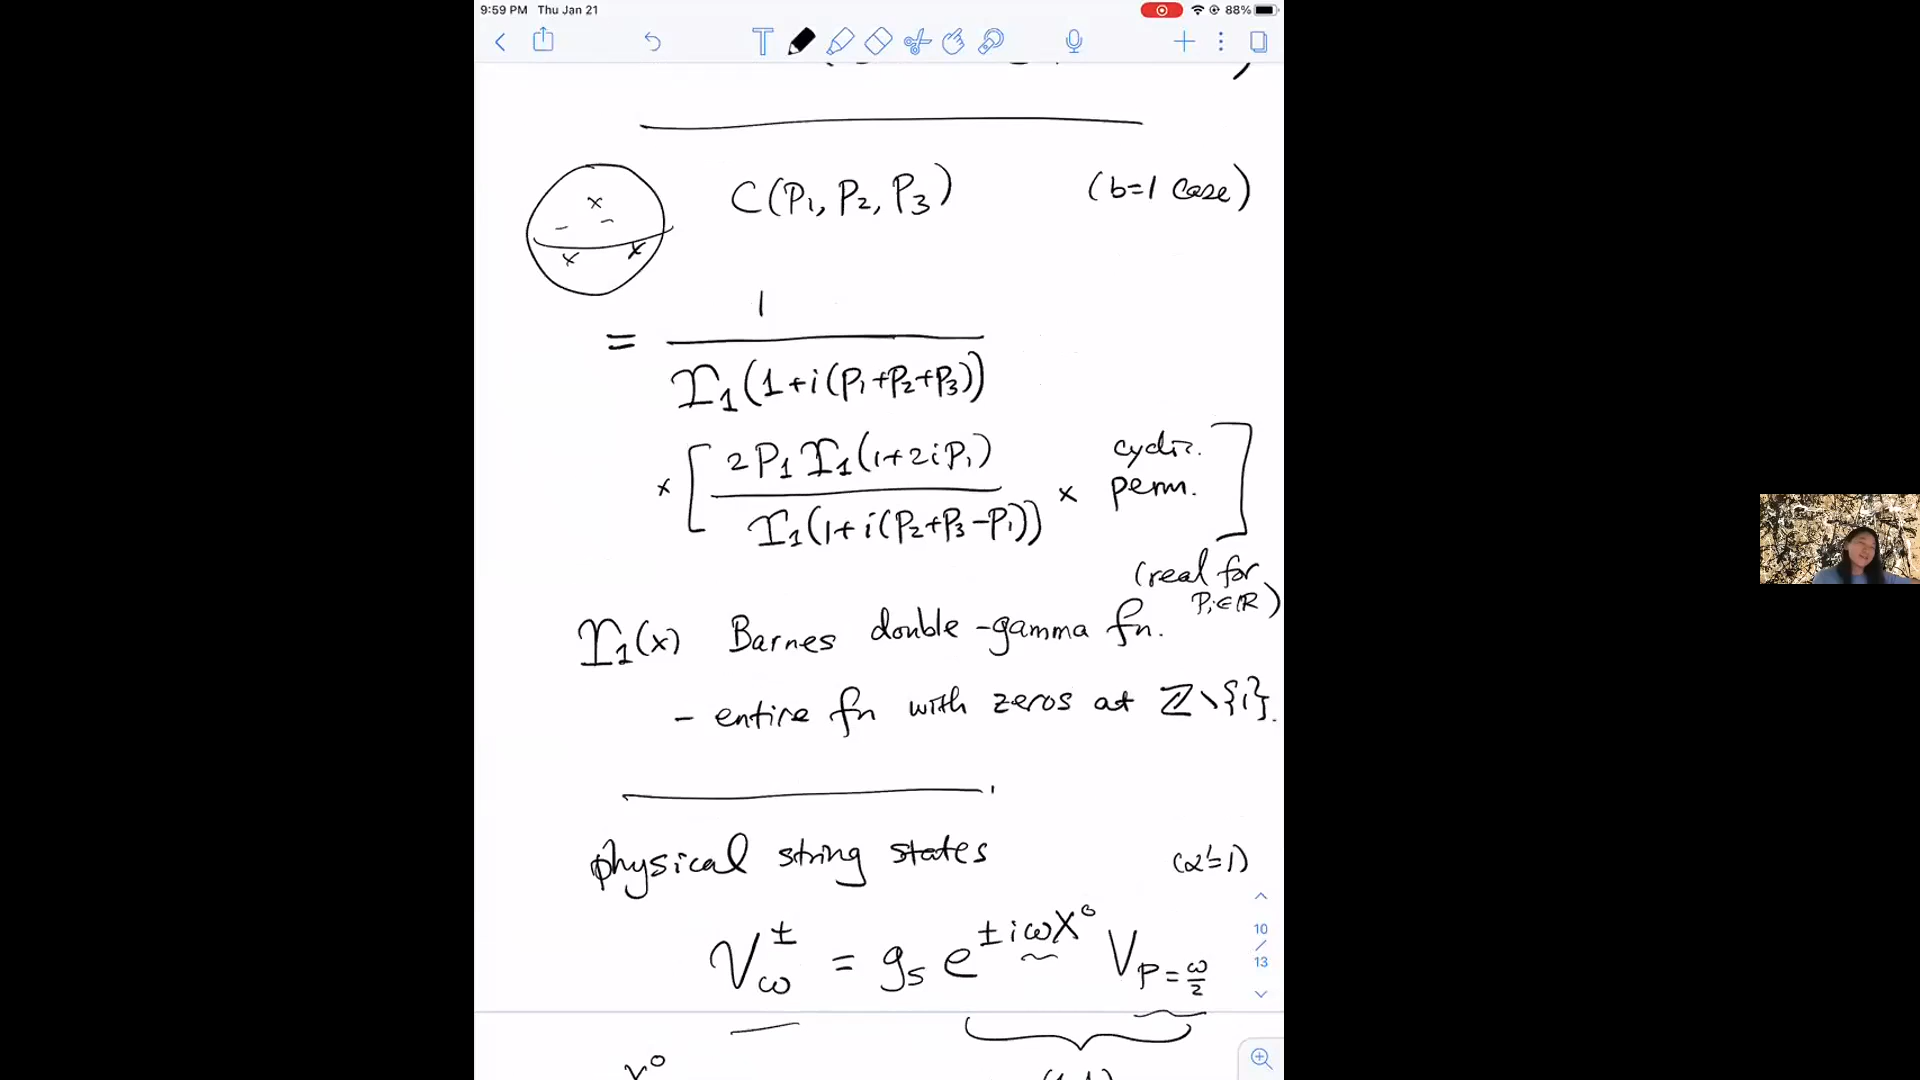 9:59 PM Thu Jan 21
88%
C(P₁, P₂, P₃) (b=1 case)
= 1 / ϒ₁(1+i(P₁+P₂+P₃))
× [ 2P₁ ϒ₁(1+2iP₁) / ϒ₁(1+i(P₂+P₃-P₁)) × cyclic. perm. ]
(real for Pᵢ∈ℝ)
ϒ₁(x) Barnes double-gamma fn.
- entire fn with zeros at ℤ∖{1}.
physical string states (α'=1)
𝒱_ω^± = g_s e^{±iωX⁰} V_{P=ω/2}
10
/
13
X⁰